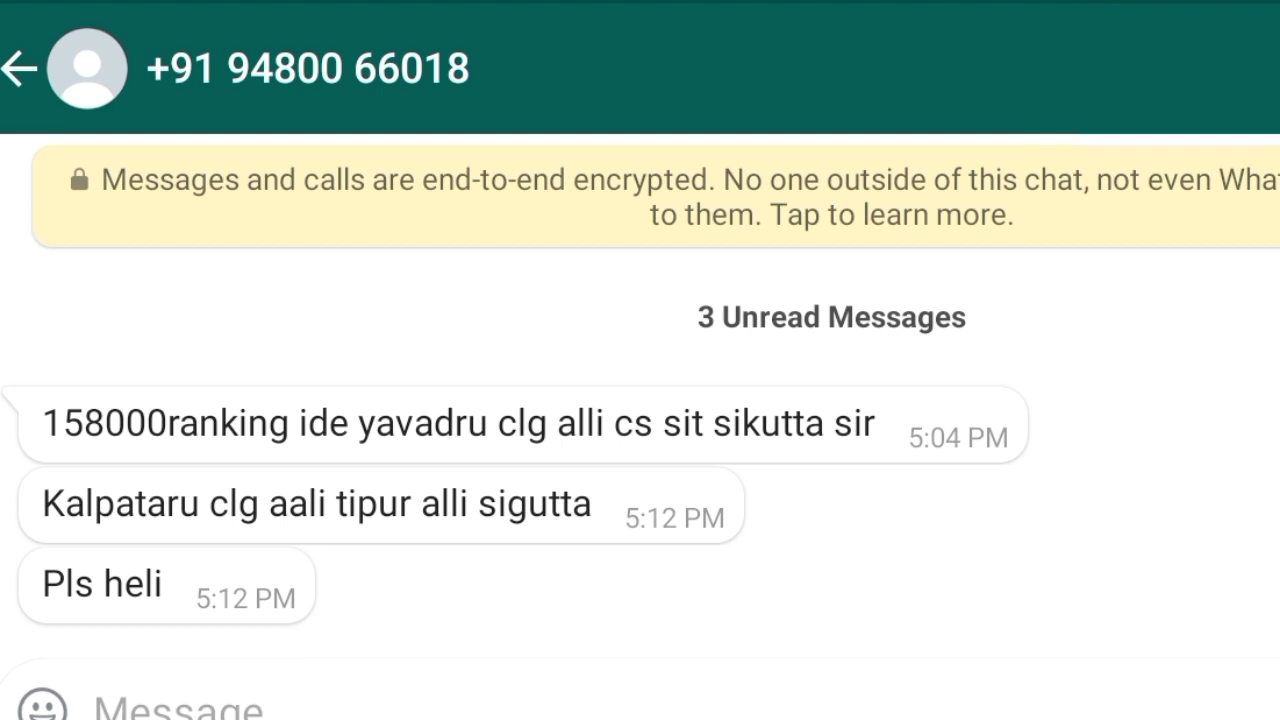 +91 94800 66018
Messages and calls are end-to-end encrypted. No one outside of this chat, not even
to them. Tap to learn more.
3 Unread Messages
158000ranking ide yavadru clg alli cs sit sikutta sir 5:04 PM
Kalpataru clg aali tipur alli sigutta 5:12 PM
Pls heli 5:12 PM
Message